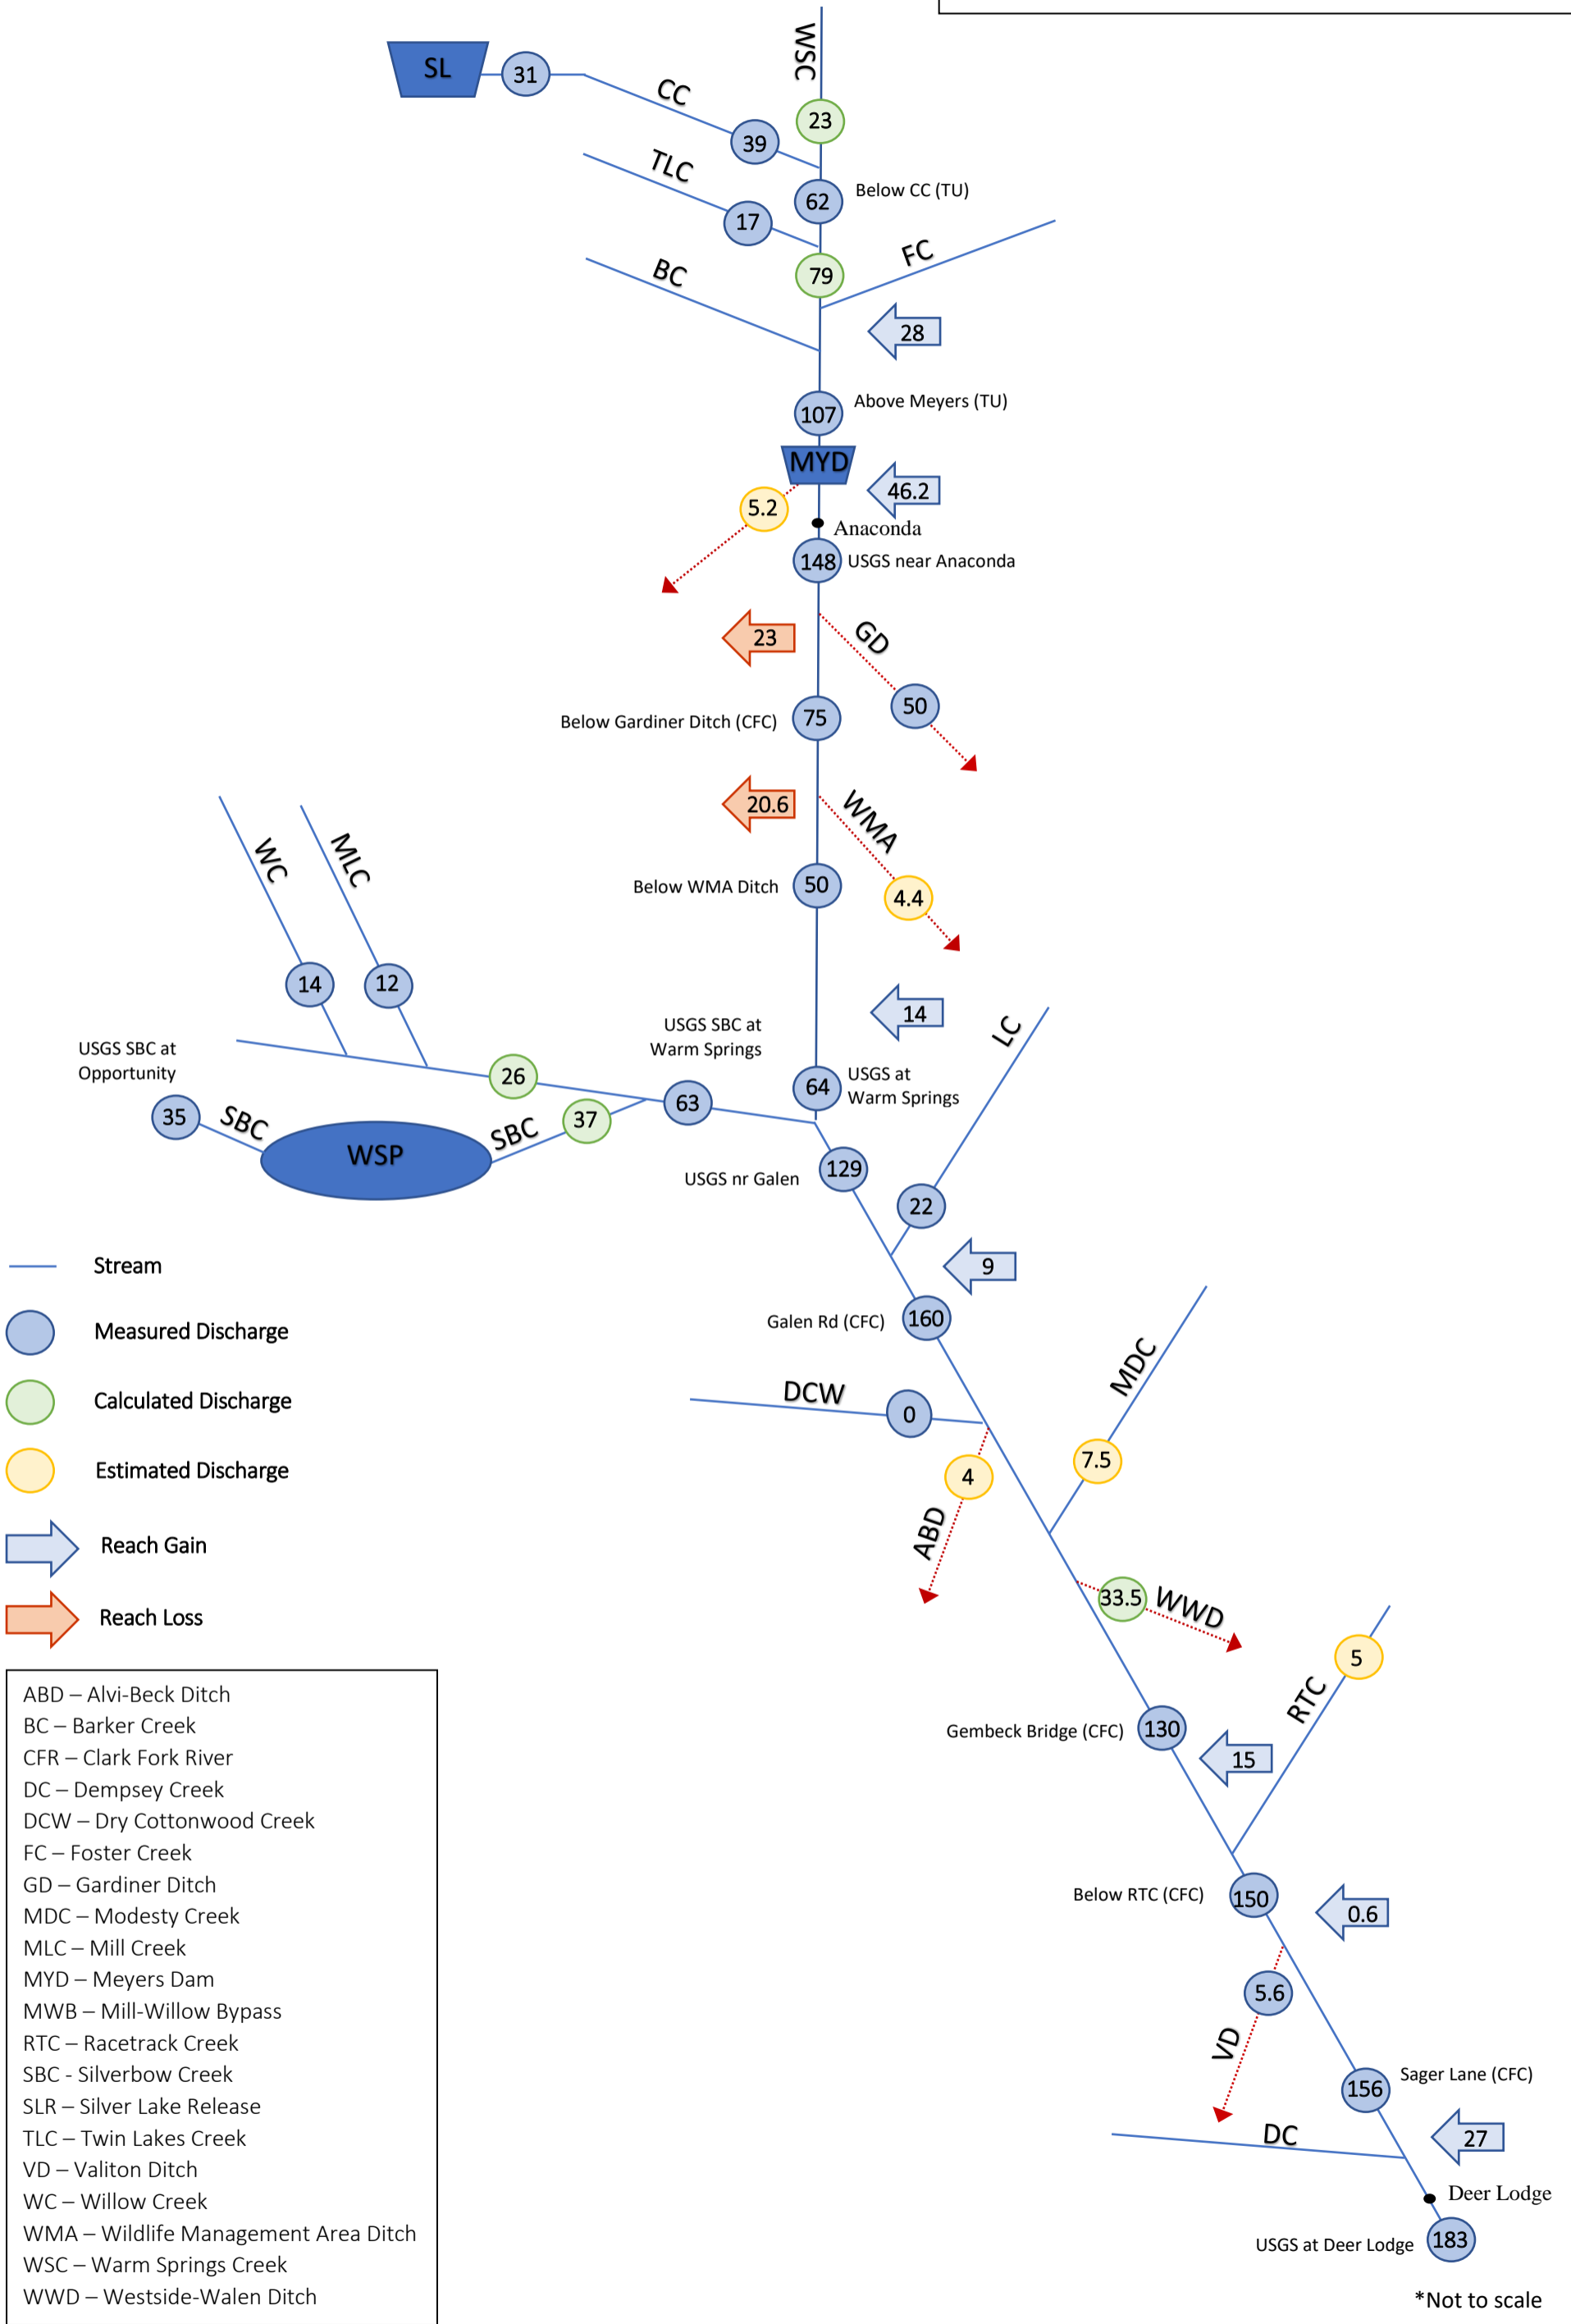 WSC
SL
31
CC
23
39
TLC
62
Below CC (TU)
17
FC
BC
79
28
107
Above Meyers (TU)
MYD
46.2
5.2
Anaconda
148
USGS near Anaconda
23
GD
50
Below Gardiner Ditch (CFC)
75
20.6
WMA
WC
MLC
Below WMA Ditch
50
4.4
14
12
14
LC
USGS SBC at
Warm Springs
USGS SBC at
Opportunity
26
64
USGS at
Warm Springs
63
35
SBC
37
SBC
WSP
129
USGS nr Galen
22
Stream
9
Measured Discharge
Galen Rd (CFC)
160
MDC
Calculated Discharge
DCW
0
Estimated Discharge
4
7.5
ABD
Reach Gain
33.5
WWD
Reach Loss
5
RTC
Gembeck Bridge (CFC)
130
15
Below RTC (CFC)
150
0.6
5.6
VD
156
Sager Lane (CFC)
DC
27
Deer Lodge
USGS at Deer Lodge
183
ABD – Alvi-Beck Ditch
BC – Barker Creek
CFR – Clark Fork River
DC – Dempsey Creek
DCW – Dry Cottonwood Creek
FC – Foster Creek
GD – Gardiner Ditch
MDC – Modesty Creek
MLC – Mill Creek
MYD – Meyers Dam
MWB – Mill-Willow Bypass
RTC – Racetrack Creek
SBC - Silverbow Creek
SLR – Silver Lake Release
TLC – Twin Lakes Creek
VD – Valiton Ditch
WC – Willow Creek
WMA – Wildlife Management Area Ditch
WSC – Warm Springs Creek
WWD – Westside-Walen Ditch
*Not to scale